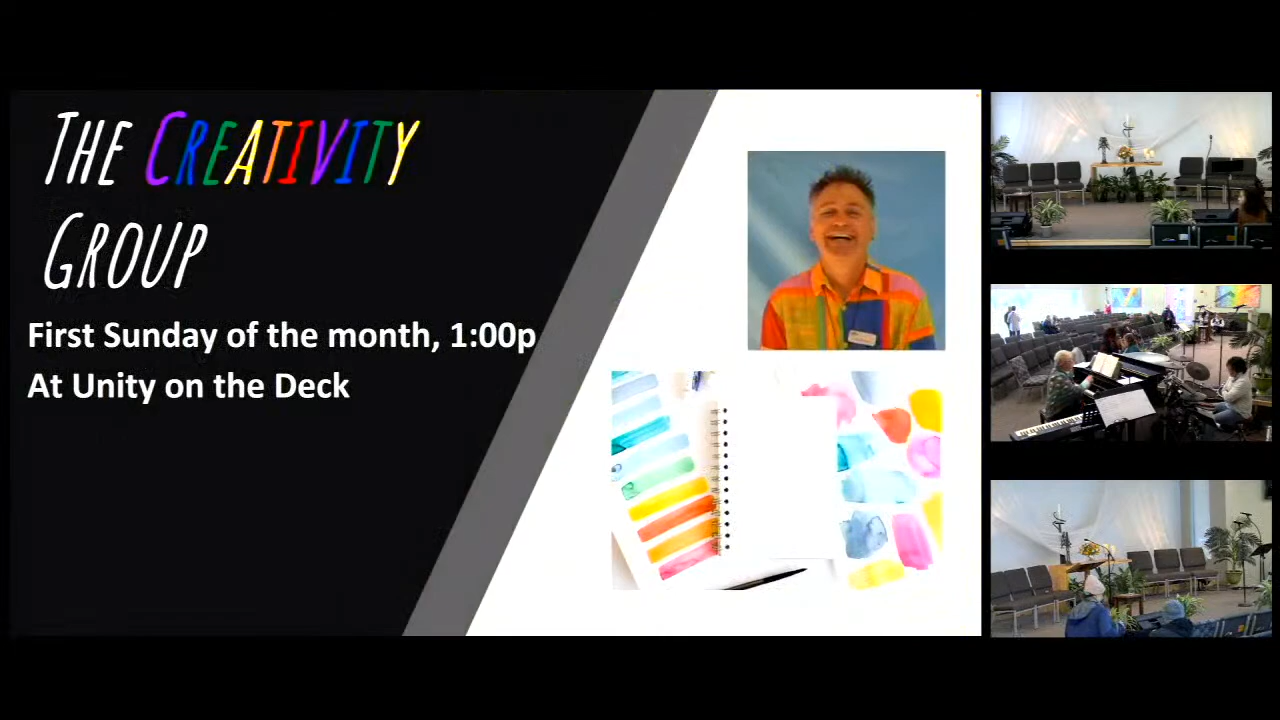 THE CREATIVITY
GROUP
First Sunday of the month, 1:00p
At Unity on the Deck